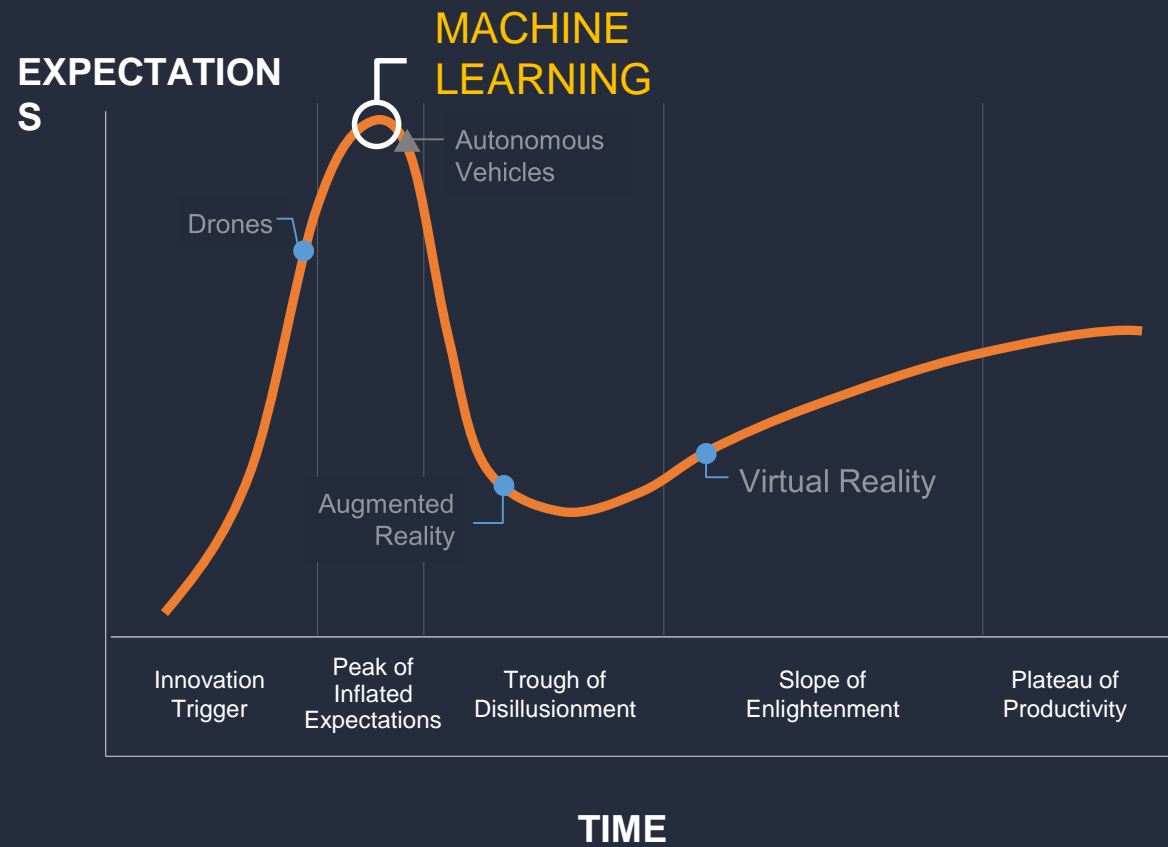 MACHINE
LEARNING
EXPECTATION
S
Autonomous
Vehicles
Drones
Augmented
Reality
Virtual Reality
Innovation
Trigger
Peak of
Inflated
Expectations
Trough of
Disillusionment
Slope of
Enlightenment
Plateau of
Productivity
TIME